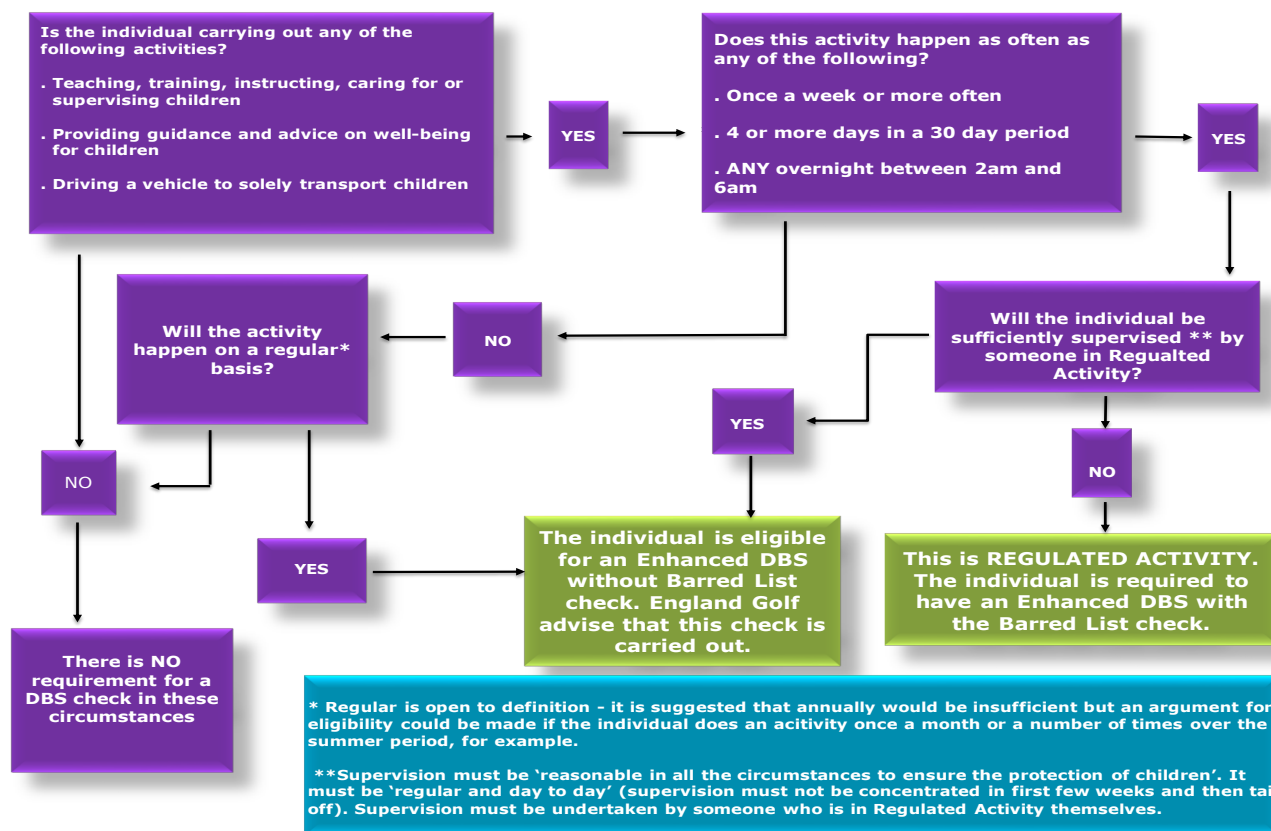 Is the individual carrying out any of the
following activities?
. Teaching, training, instructing, caring for or
supervising children
. Providing guidance and advice on well-being
for children
. Driving a vehicle to solely transport children
YES
Does this activity happen as often as
any of the following?
. Once a week or more often
. 4 or more days in a 30 day period
. ANY overnight between 2am and
6am
YES
Will the activity
happen on a regular*
basis?
NO
Will the individual be
sufficiently supervised ** by
someone in Regualted
Activity?
YES
NO
NO
YES
The individual is eligible
for an Enhanced DBS
without Barred List
check. England Golf
advise that this check is
carried out.
This is REGULATED ACTIVITY.
The individual is required to
have an Enhanced DBS with
the Barred List check.
There is NO
requirement for a
DBS check in these
circumstances
* Regular is open to definition – it is suggested that annually would be insufficient but an argument for
eligibility could be made if the individual does an acitivity once a month or a number of times over the
summer period, for example.
**Supervision must be ‘reasonable in all the circumstances to ensure the protection of children’. It
must be ‘regular and day to day’ (supervision must not be concentrated in first few weeks and then tai
off). Supervision must be undertaken by someone who is in Regulated Activity themselves.